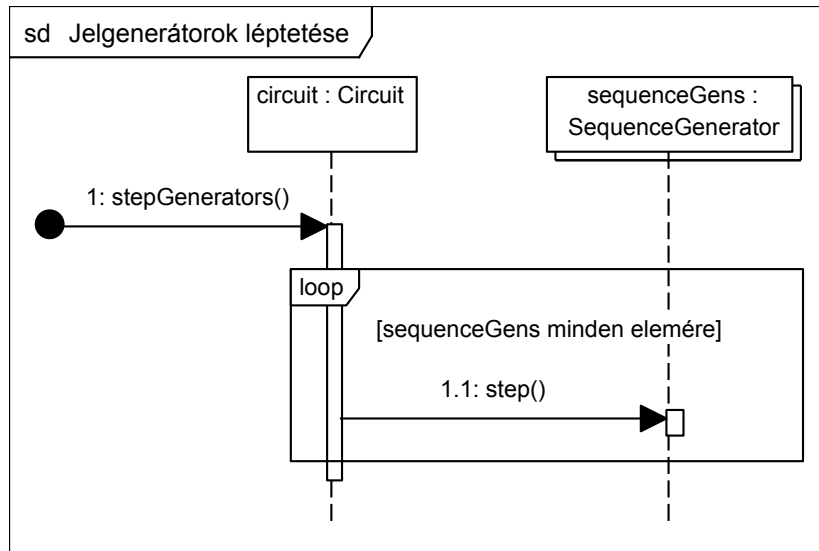 sd Jelgenerátorok léptetése
circuit : Circuit
sequenceGens :
SequenceGenerator
1: stepGenerators()
loop
[sequenceGens minden elemére]
1.1: step()